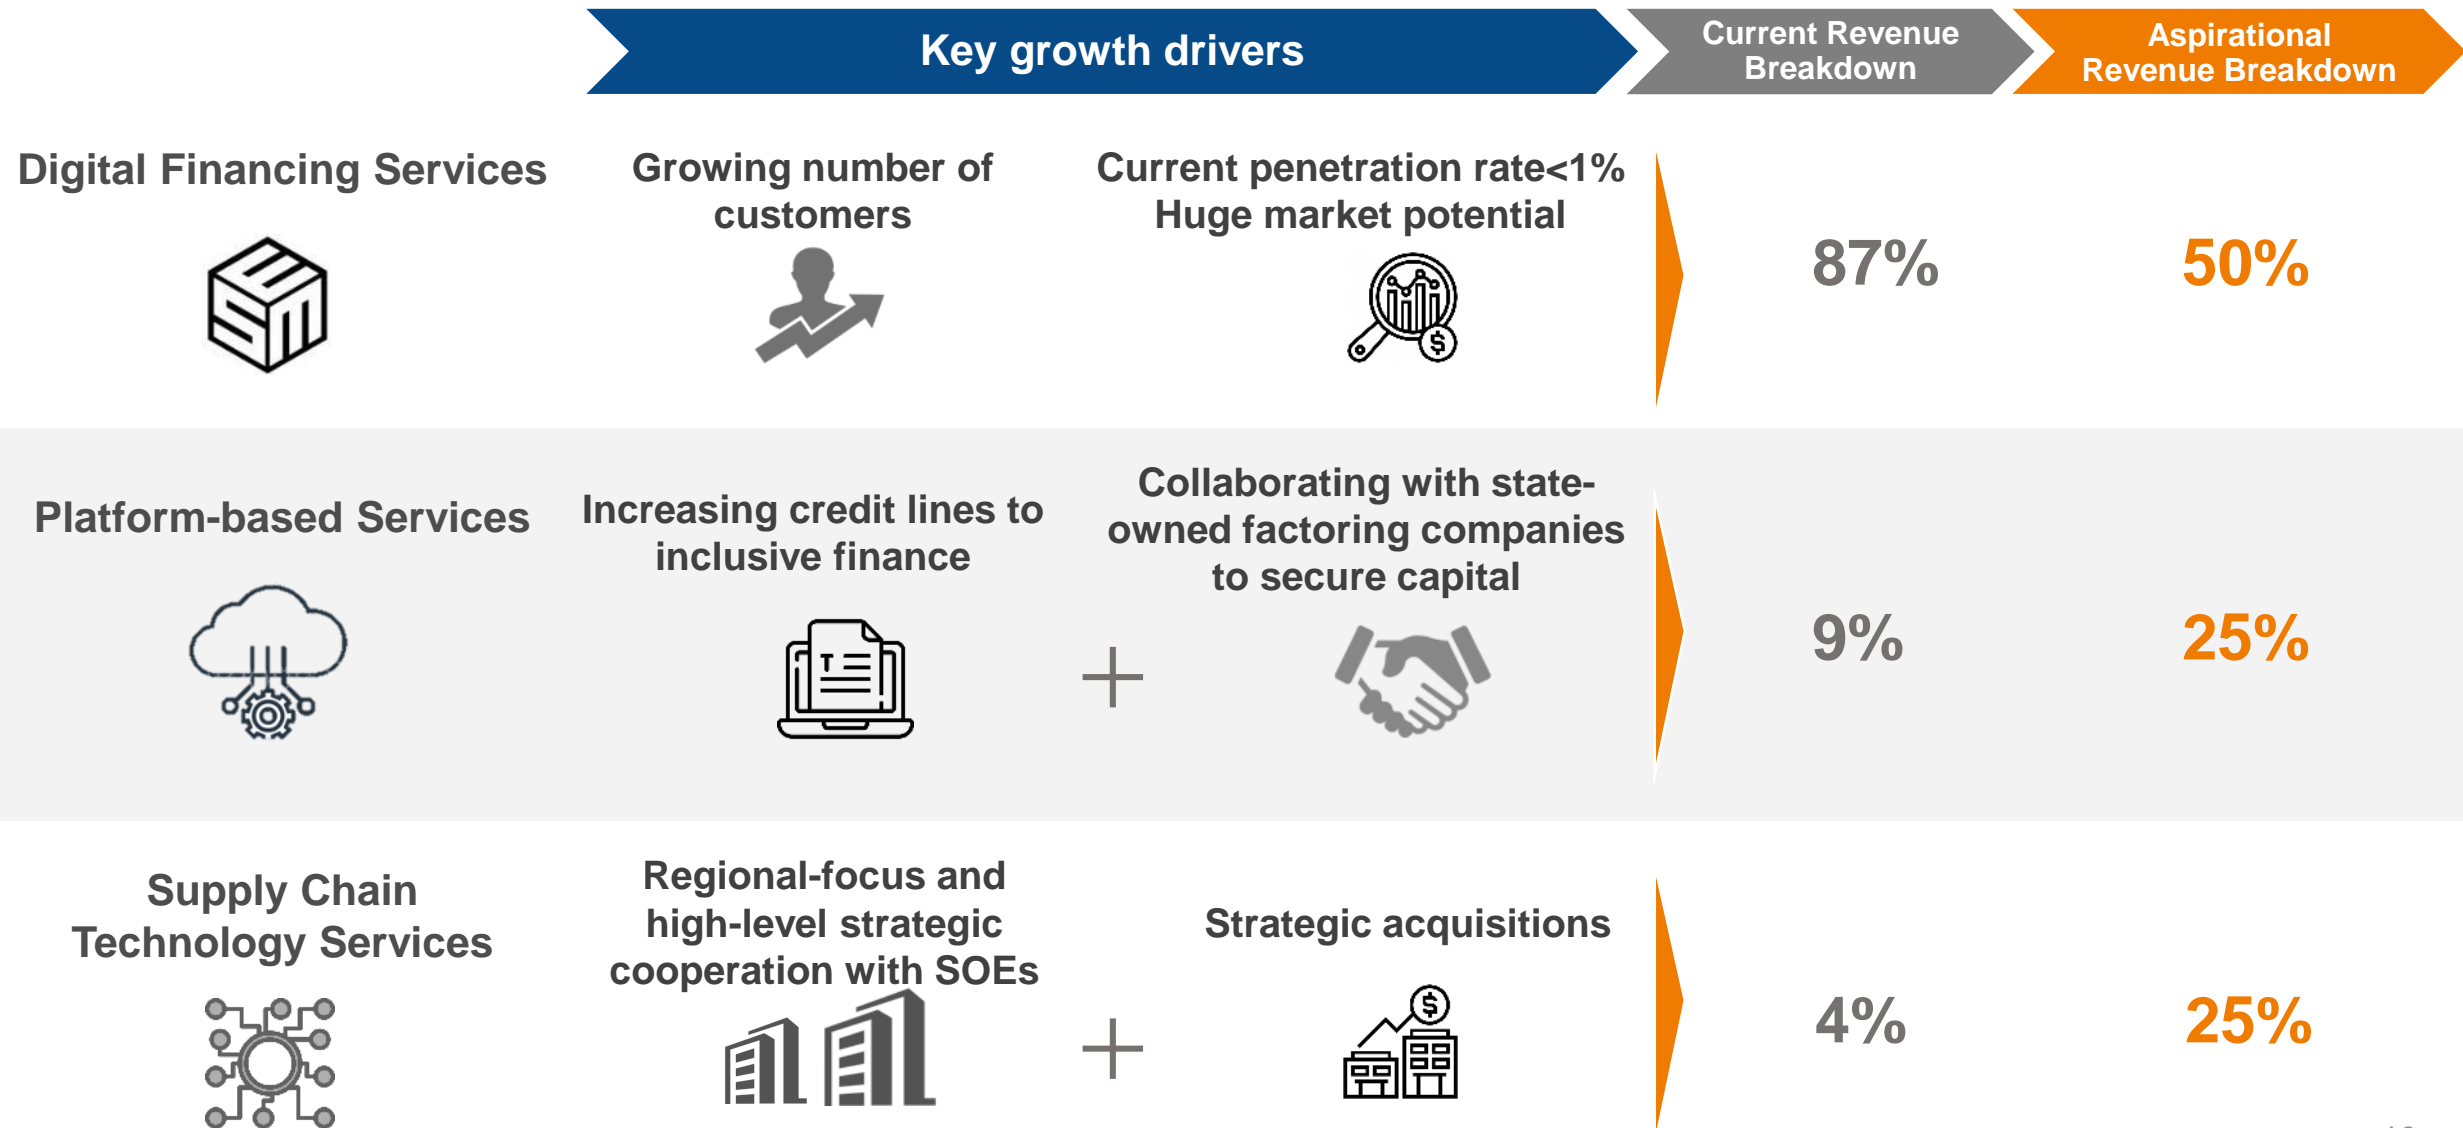 Key growth drivers
Current Revenue
Breakdown
Aspirational
Revenue Breakdown
Digital Financing Services
Growing number of
customers
Current penetration rate<1%
Huge market potential
$
87%
50%
Platform-based Services
Increasing credit lines to
inclusive finance
T
+
Collaborating with state-
owned factoring companies
to secure capital
9%
25%
Supply Chain
Technology Services
Regional-focus and
high-level strategic
cooperation with SOEs
+
Strategic acquisitions
$
4%
25%